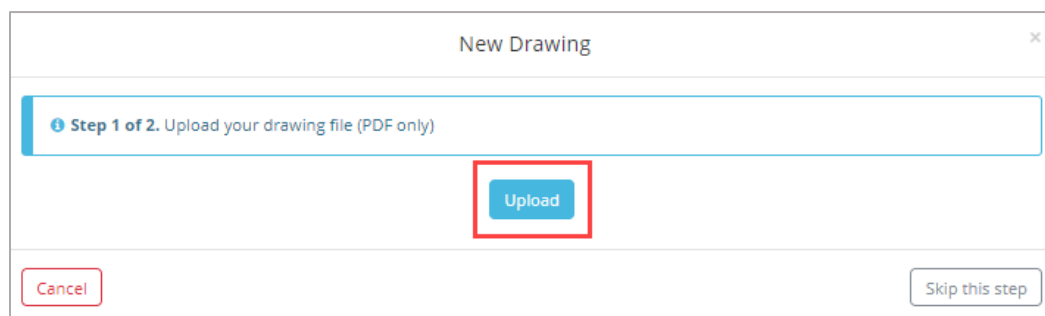 New Drawing
×
Step 1 of 2. Upload your drawing file (PDF only)
Upload
Cancel
Skip this step